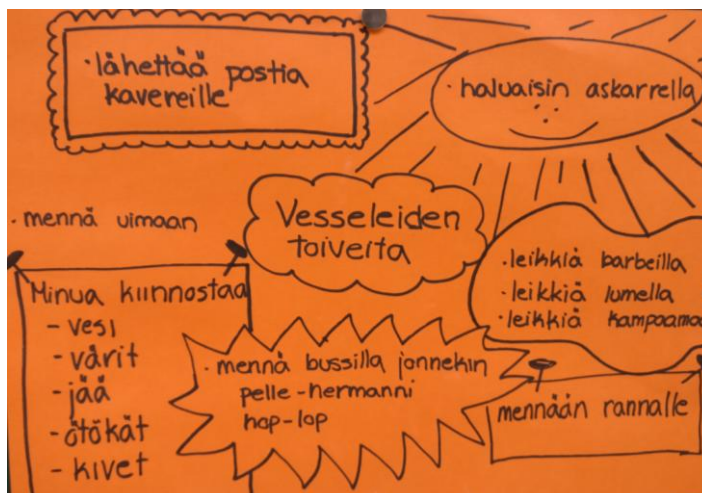 · lähettää postia
kavereille
· haluaisin askarrella
Vesseleiden
toiveita
· mennä uimaan
· leikkiä barbeilla
· leikkiä lumella
· leikkiä kampaamo
Minua kiinnostaa
- vesi
- värit
- jää
- ötökät
- kivet
· mennä bussilla jonnekin
pelle-hermanni
hop-lop
mennään rannalle